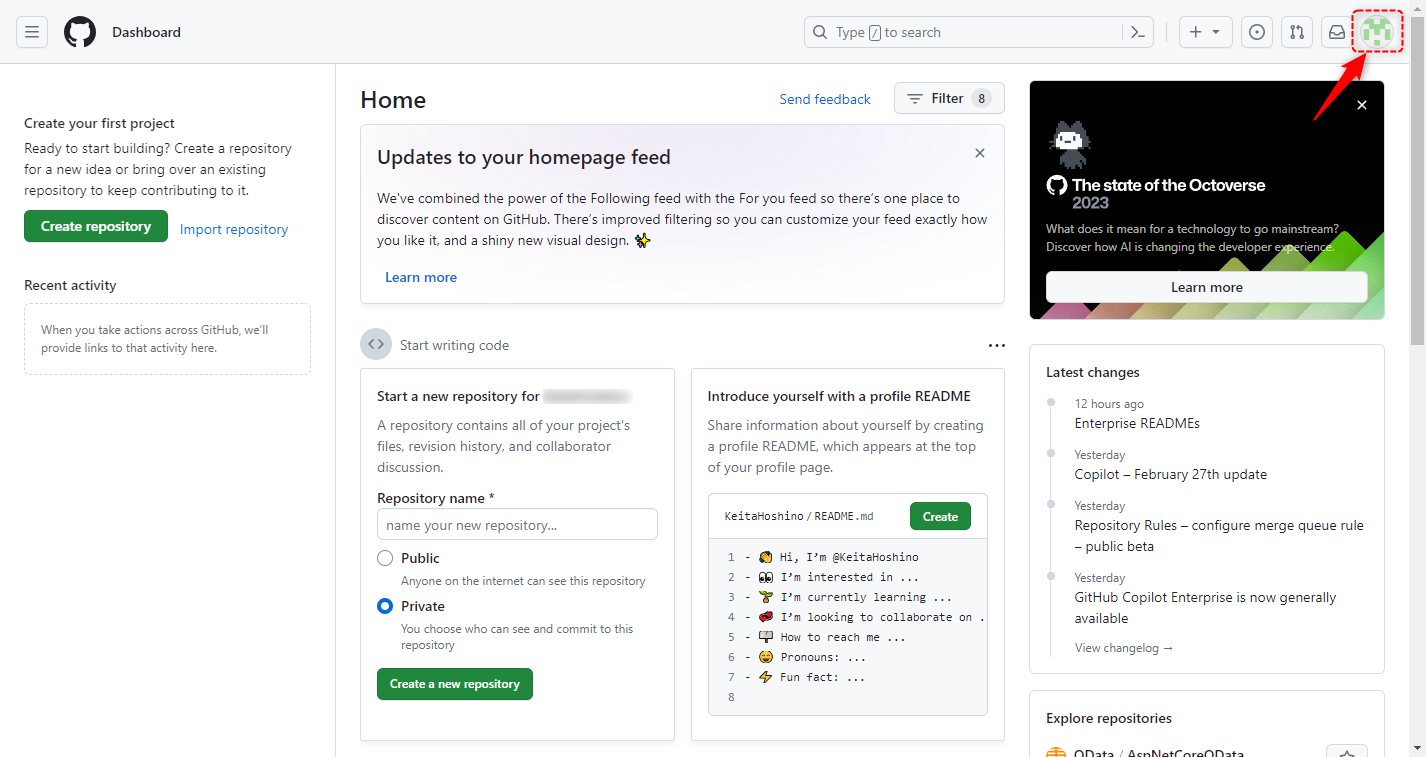 Dashboard
Type / to search
Create your first project
Ready to start building? Create a repository
for a new idea or bring over an existing
repository to keep contributing to it.
Create repository
Import repository
Recent activity
When you take actions across GitHub, we’ll
provide links to that activity here.
Home
Send feedback
Filter 8
Updates to your homepage feed
We've combined the power of the Following feed with the For you feed so there’s one place to
discover content on GitHub. There’s improved filtering so you can customize your feed exactly how
you like it, and a shiny new visual design. ✨
Learn more
Start writing code
Start a new repository for
A repository contains all of your project's
files, revision history, and collaborator
discussion.
Repository name *
name your new repository...
Public
Anyone on the internet can see this repository
Private
You choose who can see and commit to this
repository
Create a new repository
Introduce yourself with a profile README
Share information about yourself by creating
a profile README, which appears at the top
of your profile page.
KeitaHoshino / README.md
Create
1 - 👋 Hi, I’m @KeitaHoshino
2 - 👀 I’m interested in ...
3 - 🌱 I’m currently learning ...
4 - 💞️ I’m looking to collaborate on .
5 - 📫 How to reach me ...
6 - 😄 Pronouns: ...
7 - ⚡ Fun fact: ...
8
The state of the Octoverse
2023
What does it mean for a technology to go mainstream?
Discover how AI is changing the developer experience.
Learn more
Latest changes
12 hours ago
Enterprise READMEs
Yesterday
Copilot – February 27th update
Yesterday
Repository Rules – configure merge queue rule
– public beta
Yesterday
GitHub Copilot Enterprise is now generally
available
View changelog →
Explore repositories
OData / AspNetCoreOData